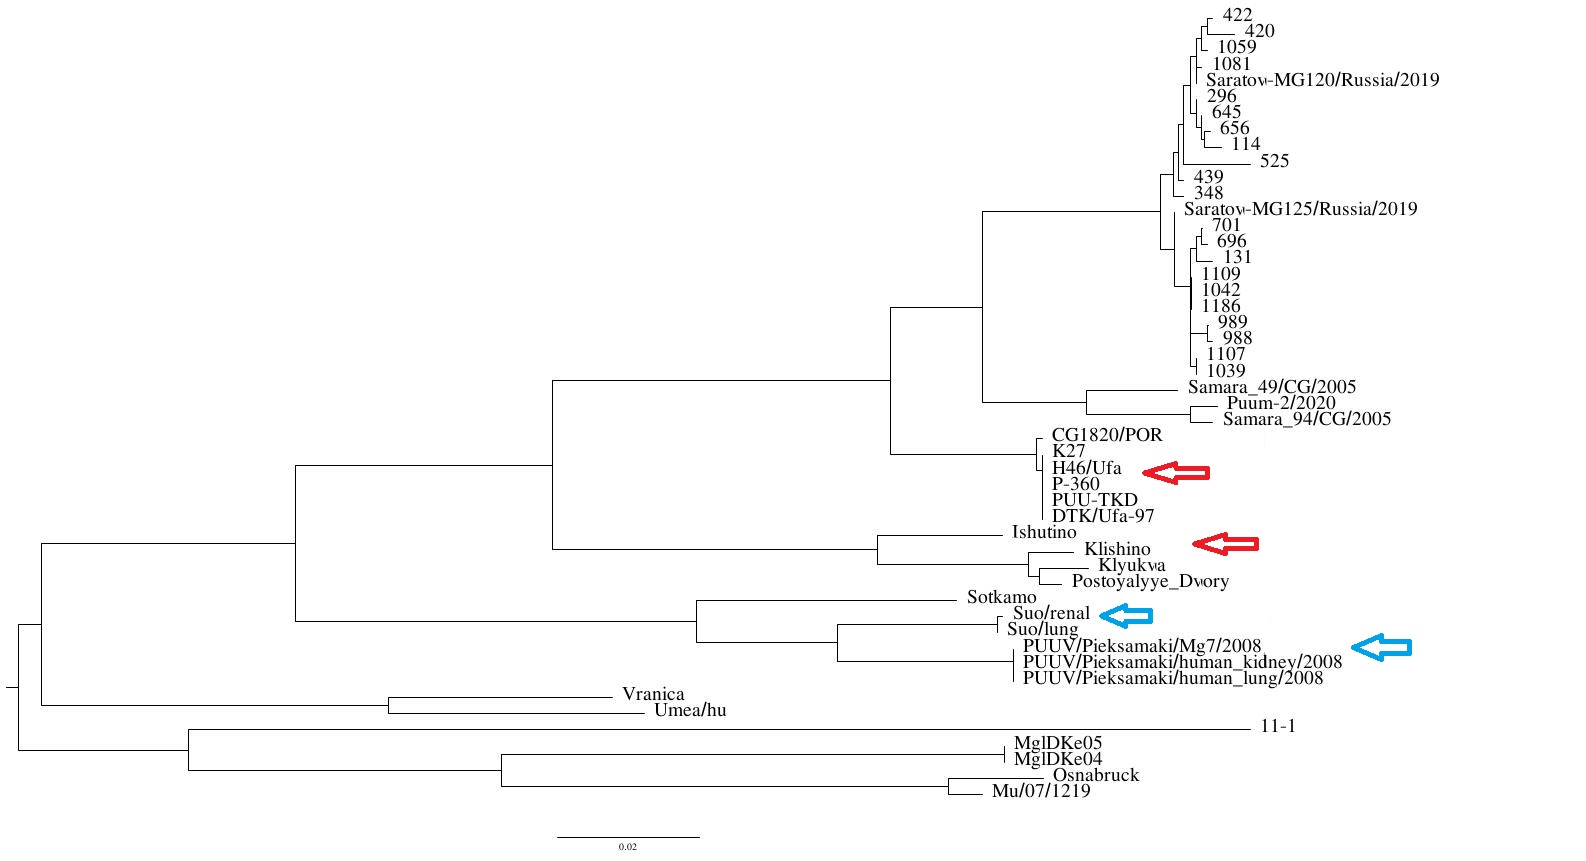 422
420
1059
1081
Saratov-MG120/Russia/2019
296
645
656
114
525
439
348
Saratov-MG125/Russia/2019
701
696
131
1109
1042
1186
989
988
1107
1039
Samara_49/CG/2005
Puum-2/2020
Samara_94/CG/2005
CG1820/POR
K27
H46/Ufa
P-360
PUU-TKD
DTK/Ufa-97
Ishutino
Klishino
Klyukva
Postoyalyye_Dvory
Sotkamo
Suo/renal
Suo/lung
PUUV/Pieksamaki/Mg7/2008
PUUV/Pieksamaki/human_kidney/2008
PUUV/Pieksamaki/human_lung/2008
Vranica
Umea/hu
11-1
MglDKe05
MglDKe04
Osnabruck
Mu/07/1219
0.02